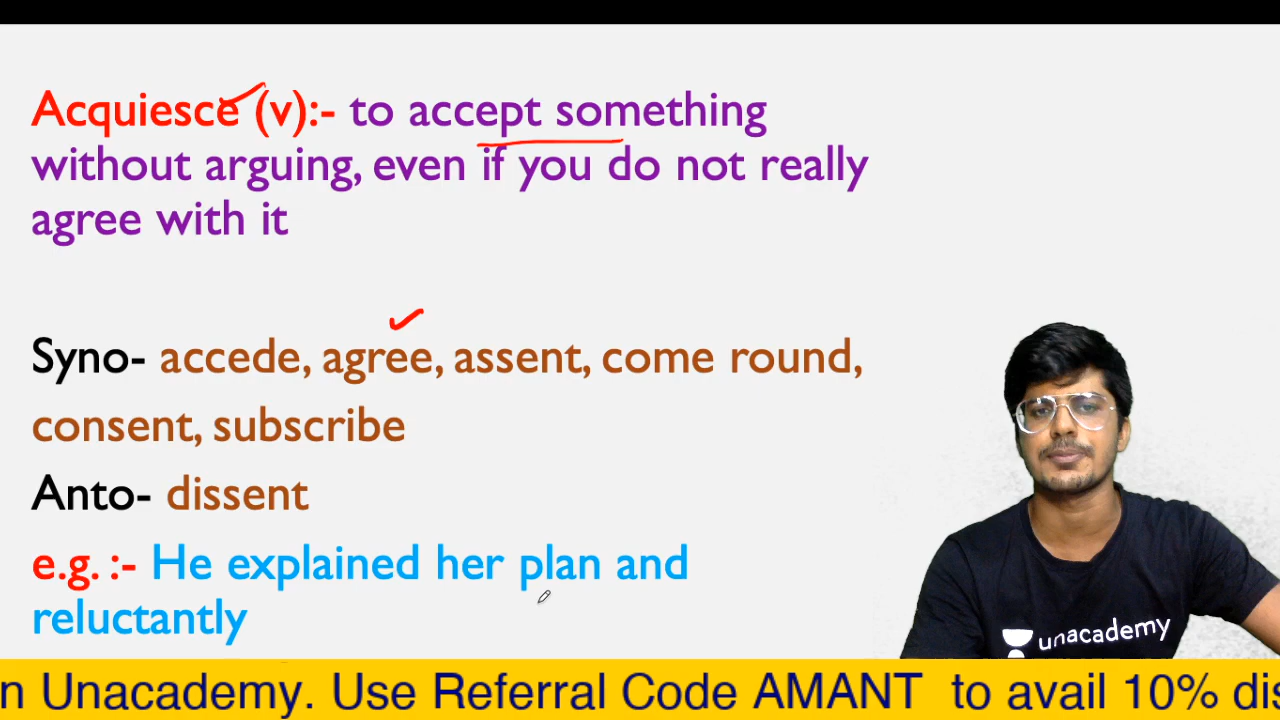 Acquiesce (v):- to accept something
without arguing, even if you do not really
agree with it
Syno- accede, agree, assent, come round,
consent, subscribe
Anto- dissent
e.g. :- He explained her plan and
reluctantly
unacademy
n Unacademy. Use Referral Code AMANT to avail 10% dis